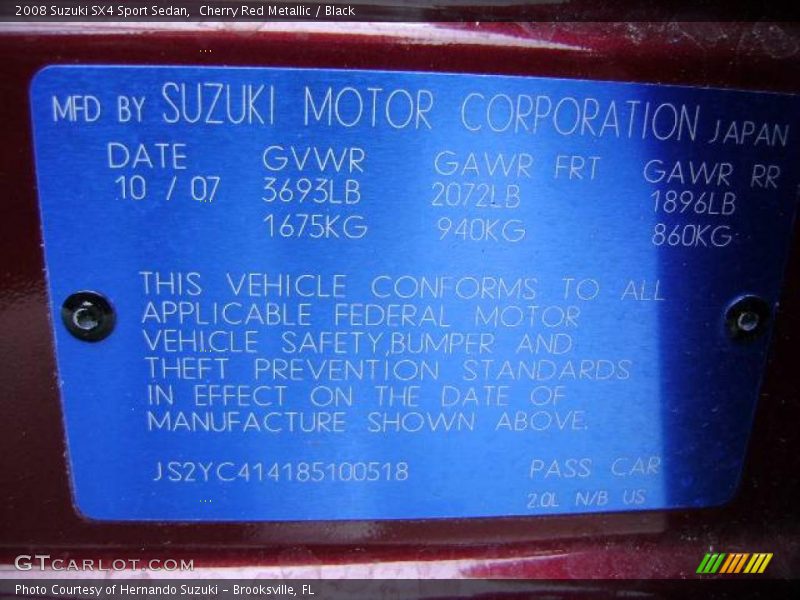 2008 Suzuki SX4 Sport Sedan,  Cherry Red Metallic / Black
MFD BY SUZUKI MOTOR CORPORATION JAPAN
DATE GVWR GAWR FRT GAWR RR
10 / 07 3693LB 2072LB 1896LB
1675KG 940KG 860KG
THIS VEHICLE CONFORMS TO ALL
APPLICABLE FEDERAL MOTOR
VEHICLE SAFETY,BUMPER AND
THEFT PREVENTION STANDARDS
IN EFFECT ON THE DATE OF
MANUFACTURE SHOWN ABOVE.
JS2YC414185100518 PASS CAR
2.0L N/B US
GTCARLOT.COM
Photo Courtesy of Hernando Suzuki – Brooksville, FL